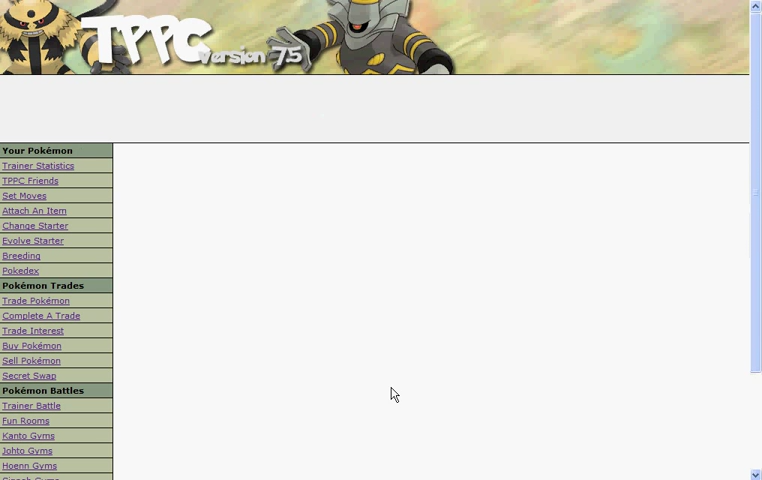 TPPC
version 7.5
Your Pokémon
Trainer Statistics
TPPC Friends
Set Moves
Attach An Item
Change Starter
Evolve Starter
Breeding
Pokedex
Pokémon Trades
Trade Pokémon
Complete A Trade
Trade Interest
Buy Pokémon
Sell Pokémon
Secret Swap
Pokémon Battles
Trainer Battle
Fun Rooms
Kanto Gyms
Johto Gyms
Hoenn Gyms